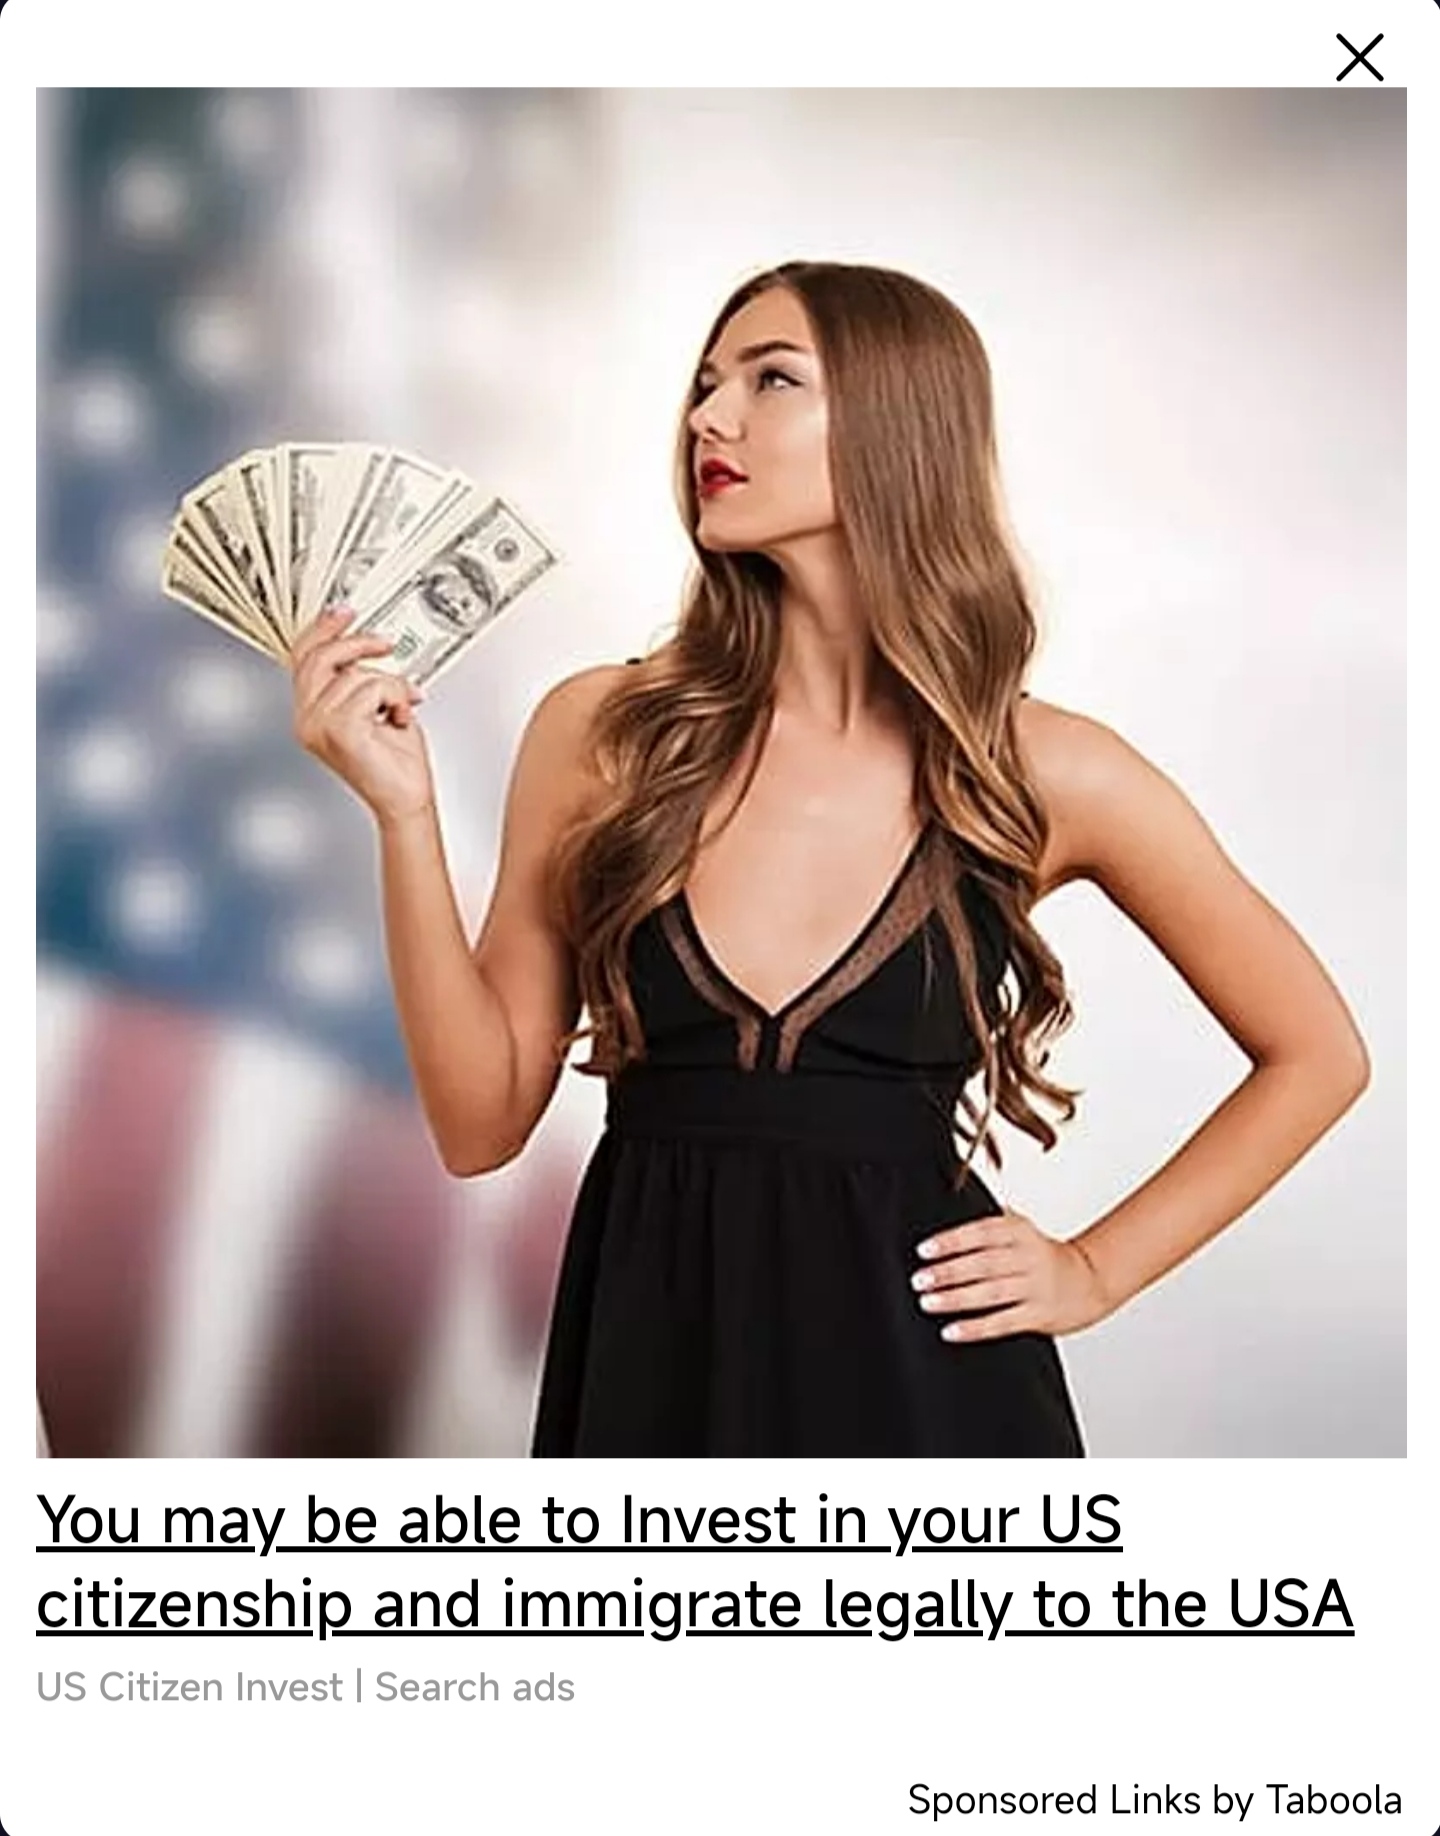 You may be able to Invest in your US
citizenship and immigrate legally to the USA
US Citizen Invest | Search ads
Sponsored Links by Taboola